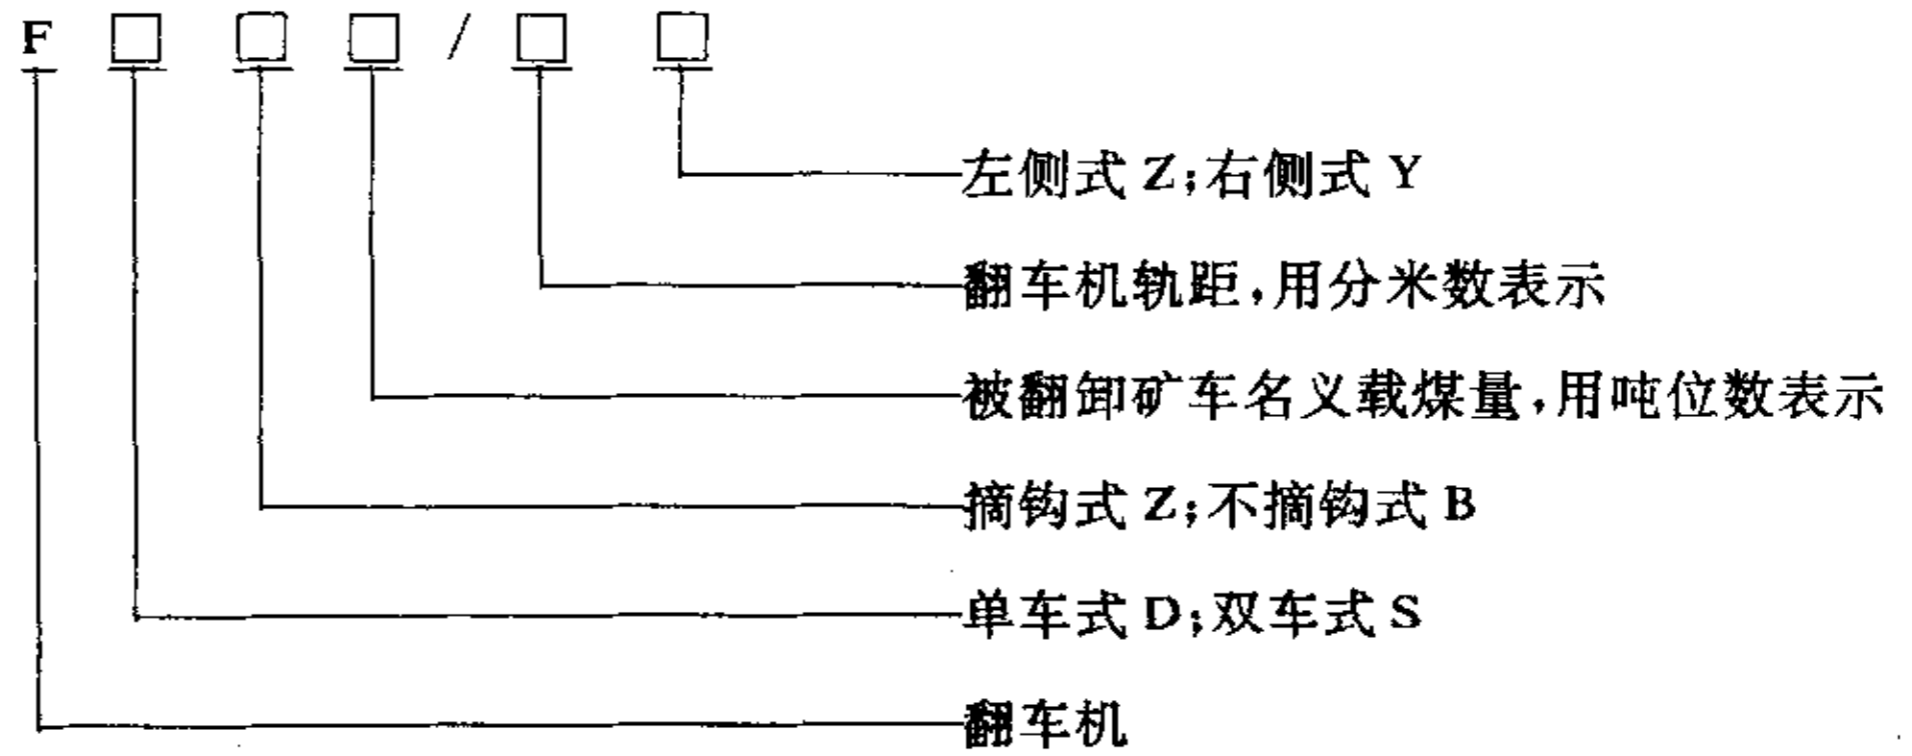 F □ □ □ / □ □
左侧式 Z;右侧式 Y
翻车机轨距,用分米数表示
被翻卸矿车名义载煤量,用吨位数表示
摘钩式 Z;不摘钩式 B
单车式 D;双车式 S
翻车机